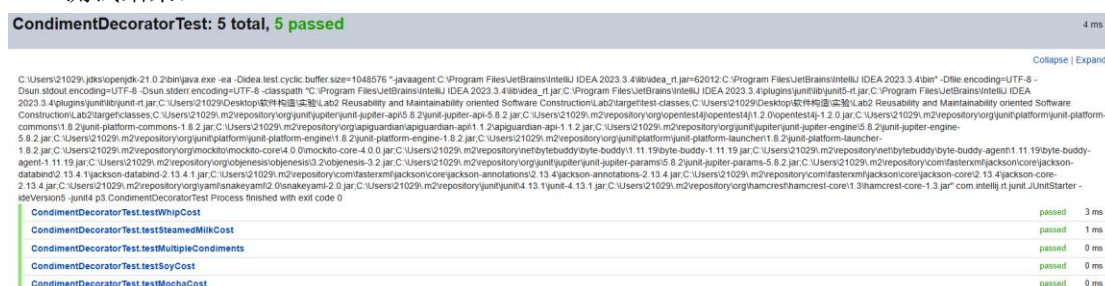 CondimentDecoratorTest: 5 total, 5 passed
4 ms
Collapse | Expand
C:\Users\21029\.jdks\openjdk-21.0.2\bin\java.exe -ea -Didea.test.cyclic.buffer.size=1048576 "-javaagent:C:\Program Files\JetBrains\IntelliJ IDEA 2023.3.4\lib\idea_rt.jar=62012:C:\Program Files\JetBrains\IntelliJ IDEA 2023.3.4\bin" -Dfile.encoding=UTF-8 -
Dsun.stdout.encoding=UTF-8 -Dsun.stderr.encoding=UTF-8 -classpath "C:\Program Files\JetBrains\IntelliJ IDEA 2023.3.4\lib\idea_rt.jar;C:\Program Files\JetBrains\IntelliJ IDEA 2023.3.4\plugins\junit\lib\junit5-rt.jar;C:\Program Files\JetBrains\IntelliJ IDEA
2023.3.4\plugins\junit\lib\junit-rt.jar;C:\Users\21029\Desktop\软件构造\实验\Lab2 Reusability and Maintainability oriented Software Construction\Lab2\target\test-classes;C:\Users\21029\Desktop\软件构造\实验\Lab2 Reusability and Maintainability oriented Software
Construction\Lab2\target\classes;C:\Users\21029\.m2\repository\org\junit\jupiter\junit-jupiter-api\5.8.2\junit-jupiter-api-5.8.2.jar;C:\Users\21029\.m2\repository\org\opentest4j\opentest4j\1.2.0\opentest4j-1.2.0.jar;C:\Users\21029\.m2\repository\org\junit\platform\junit-platform-
commons\1.8.2\junit-platform-commons-1.8.2.jar;C:\Users\21029\.m2\repository\org\apiguardian\apiguardian-api\1.1.2\apiguardian-api-1.1.2.jar;C:\Users\21029\.m2\repository\org\junit\jupiter\junit-jupiter-engine\5.8.2\junit-jupiter-engine-
5.8.2.jar;C:\Users\21029\.m2\repository\org\junit\platform\junit-platform-engine\1.8.2\junit-platform-engine-1.8.2.jar;C:\Users\21029\.m2\repository\org\junit\platform\junit-platform-launcher\1.8.2\junit-platform-launcher-
1.8.2.jar;C:\Users\21029\.m2\repository\org\mockito\mockito-core\4.0.0\mockito-core-4.0.0.jar;C:\Users\21029\.m2\repository\net\bytebuddy\byte-buddy\1.11.19\byte-buddy-1.11.19.jar;C:\Users\21029\.m2\repository\net\bytebuddy\byte-buddy-agent\1.11.19\byte-buddy-
agent-1.11.19.jar;C:\Users\21029\.m2\repository\org\objenesis\objenesis\3.2\objenesis-3.2.jar;C:\Users\21029\.m2\repository\org\junit\jupiter\junit-jupiter-params\5.8.2\junit-jupiter-params-5.8.2.jar;C:\Users\21029\.m2\repository\com\fasterxml\jackson\core\jackson-
databind\2.13.4.1\jackson-databind-2.13.4.1.jar;C:\Users\21029\.m2\repository\com\fasterxml\jackson\core\jackson-annotations\2.13.4\jackson-annotations-2.13.4.jar;C:\Users\21029\.m2\repository\com\fasterxml\jackson\core\jackson-core\2.13.4\jackson-core-
2.13.4.jar;C:\Users\21029\.m2\repository\org\yaml\snakeyaml\2.0\snakeyaml-2.0.jar;C:\Users\21029\.m2\repository\junit\junit\4.13.1\junit-4.13.1.jar;C:\Users\21029\.m2\repository\org\hamcrest\hamcrest-core\1.3\hamcrest-core-1.3.jar" com.intellij.rt.junit.JUnitStarter -
ideVersion5 -junit4 p3.CondimentDecoratorTest Process finished with exit code 0
CondimentDecoratorTest.testWhipCost passed 3 ms
CondimentDecoratorTest.testSteamedMilkCost passed 1 ms
CondimentDecoratorTest.testMultipleCondiments passed 0 ms
CondimentDecoratorTest.testSoyCost passed 0 ms
CondimentDecoratorTest.testMochaCost passed 0 ms